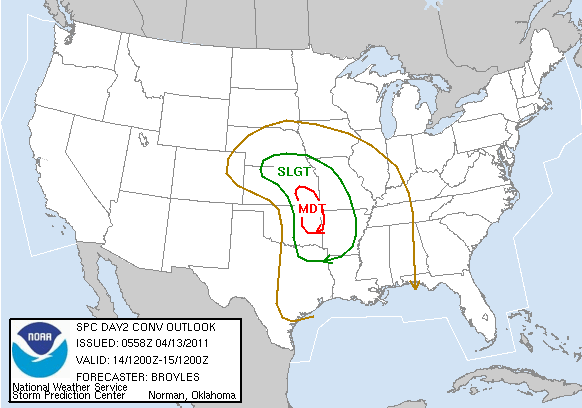 SLGT
MDT
SPC DAY2 CONV OUTLOOK
ISSUED: 0558Z 04/13/2011
VALID: 14/1200Z-15/1200Z
FORECASTER: BROYLES
National Weather Service
Storm Prediction Center Norman, Oklahoma
NOAA